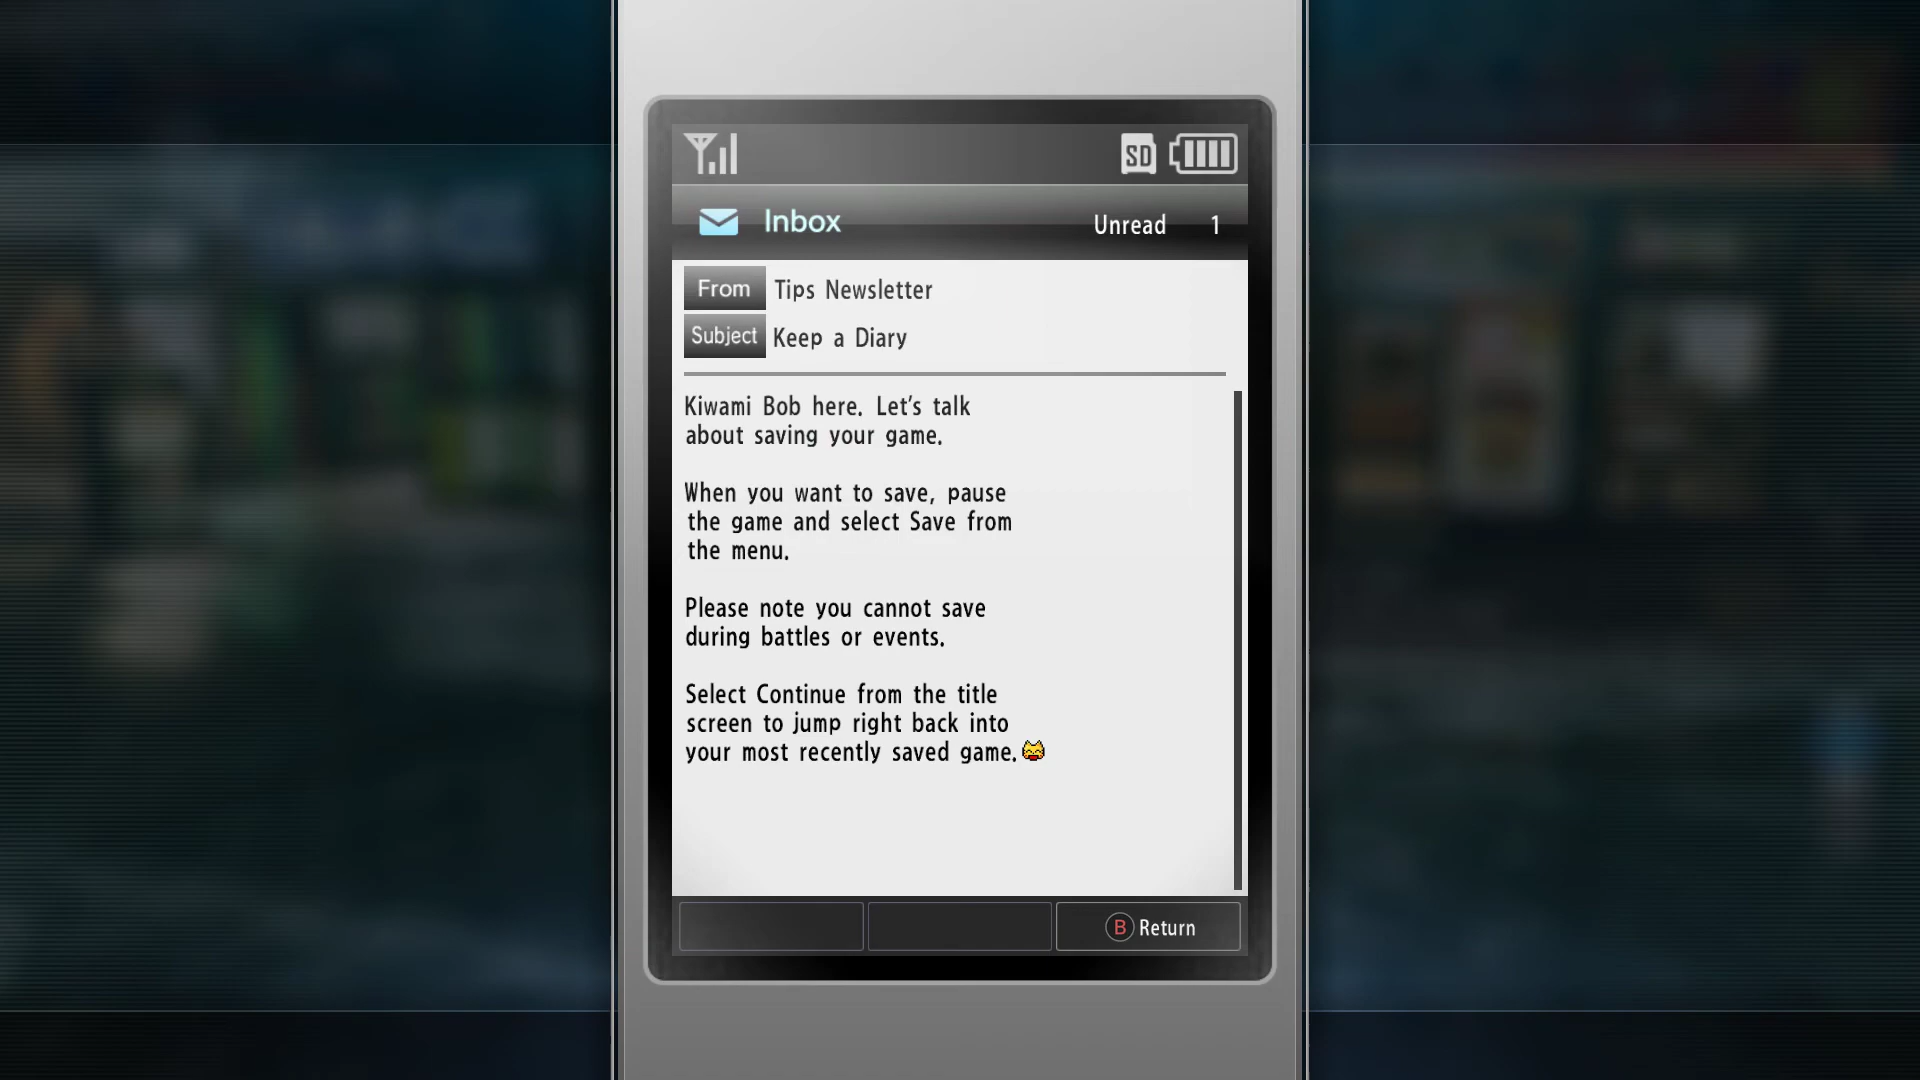 SD
Inbox Unread 1
From Tips Newsletter
Subject Keep a Diary
Kiwami Bob here. Let's talk
about saving your game.
When you want to save, pause
the game and select Save from
the menu.
Please note you cannot save
during battles or events.
Select Continue from the title
screen to jump right back into
your most recently saved game.
B Return